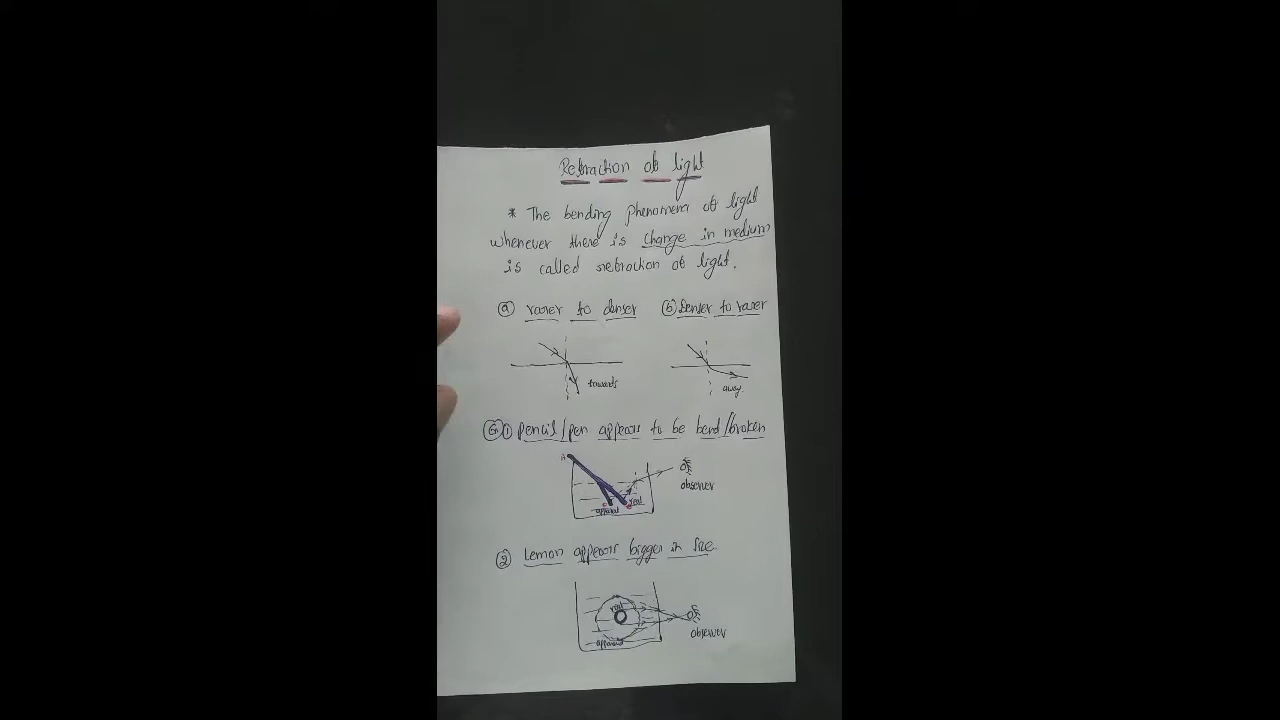 Refraction of light
* The bending phenomena of light
whenever there is change in medium
is called refraction of light.
ⓐ rarer to denser ⓑ Denser to rarer
towards away.
① Pencil/pen appears to be bend/broken
A
observer
real
apparent
② Lemon appears bigger in size
real
observer
apparent